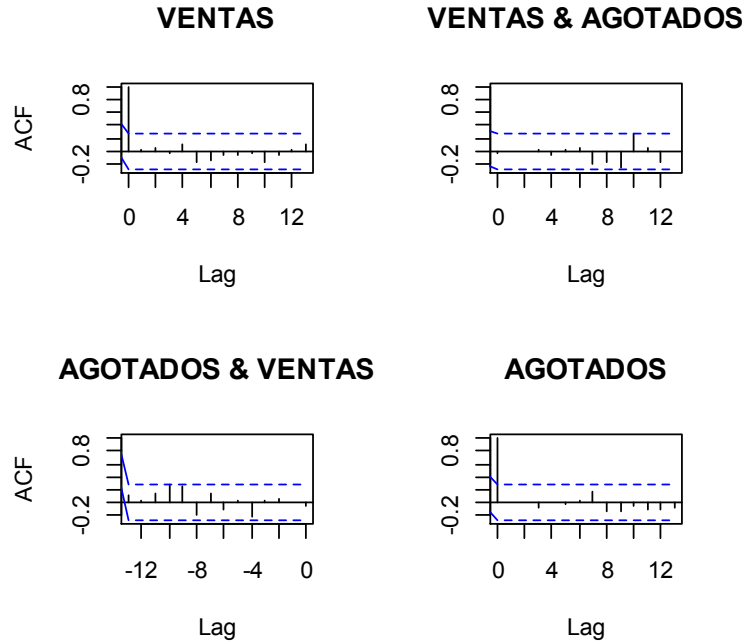 VENTAS
ACF
0.8
-0.2
0 4 8 12
Lag
VENTAS & AGOTADOS
0.8
-0.2
0 4 8 12
Lag
AGOTADOS & VENTAS
ACF
0.8
-0.2
-12 -8 -4 0
Lag
AGOTADOS
0.8
-0.2
0 4 8 12
Lag